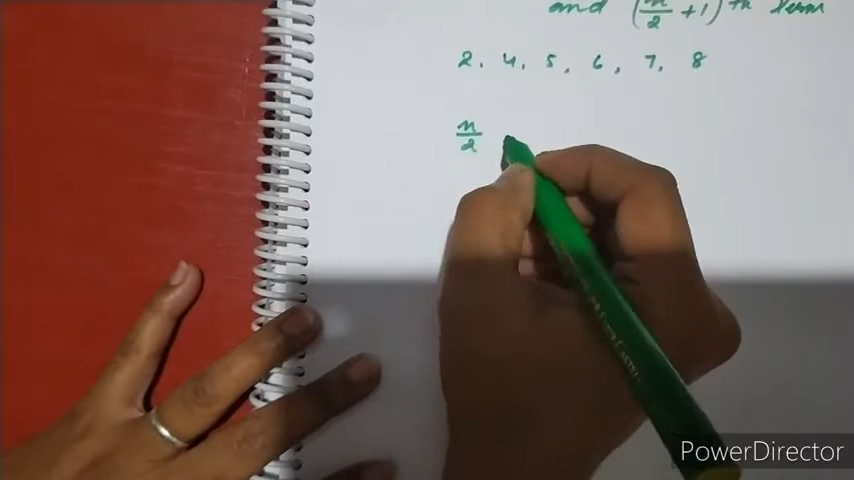 and (n/2 + 1)th term
2, 4, 5, 6, 7, 8
n/2
PowerDirector